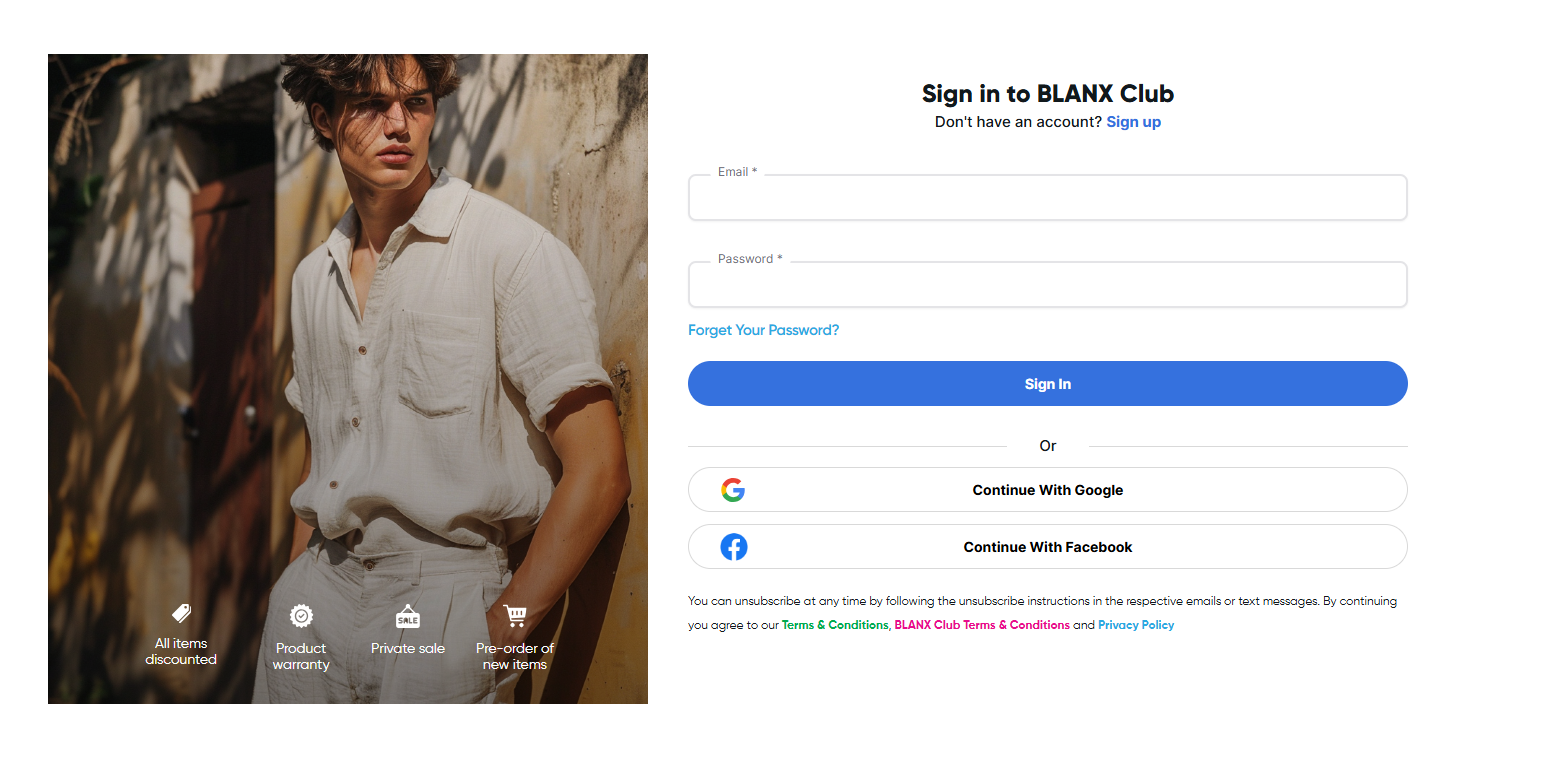 Sign in to BLANX Club
Don't have an account? Sign up
Email *
Password *
Forget Your Password?
Sign In
Or
Continue With Google
Continue With Facebook
You can unsubscribe at any time by following the unsubscribe instructions in the respective emails or text messages. By continuing
you agree to our Terms & Conditions, BLANX Club Terms & Conditions and Privacy Policy
All items
discounted
Product
warranty
SALE
Private sale
Pre-order of
new items